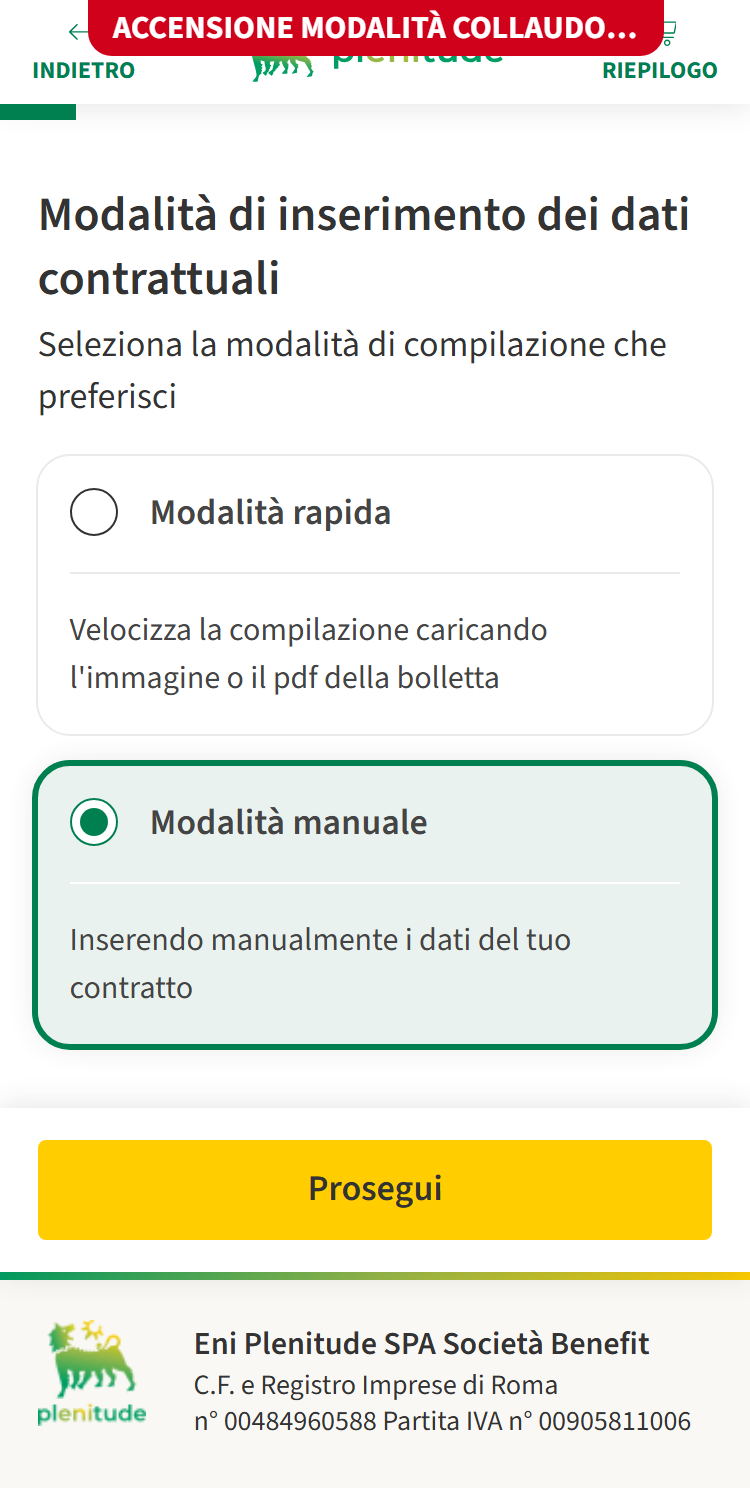 ACCENSIONE MODALITÀ COLLAUDO...
INDIETRO
plenitude
RIEPILOGO
Modalità di inserimento dei dati
contrattuali
Seleziona la modalità di compilazione che
preferisci
Modalità rapida
Velocizza la compilazione caricando
l'immagine o il pdf della bolletta
Modalità manuale
Inserendo manualmente i dati del tuo
contratto
Prosegui
plenitude
Eni Plenitude SPA Società Benefit
C.F. e Registro Imprese di Roma
n° 00484960588 Partita IVA n° 00905811006